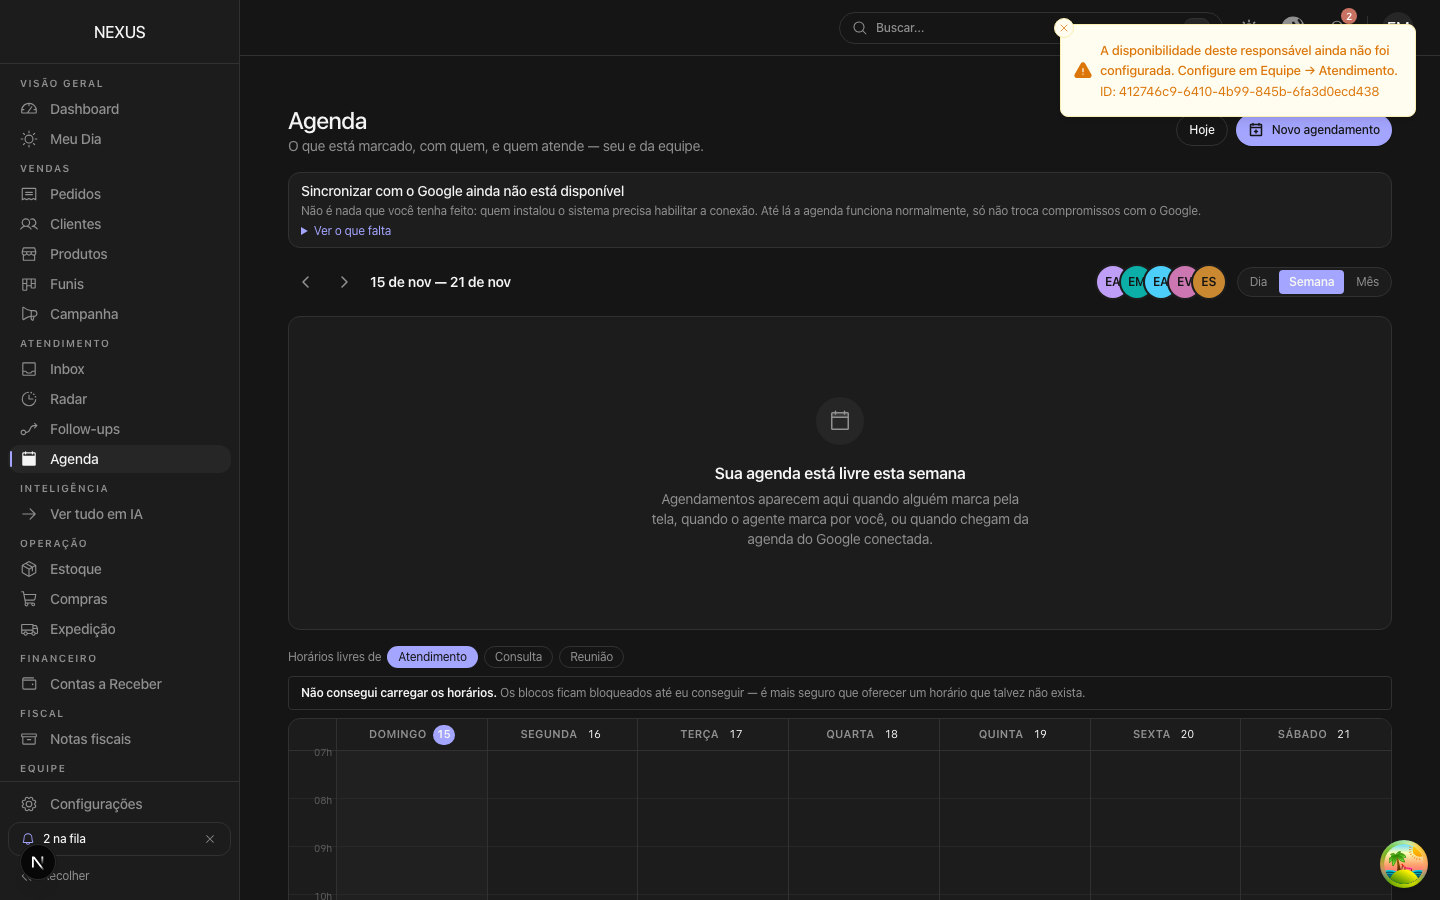 NEXUS
VISÃO GERAL
Dashboard
Meu Dia
VENDAS
Pedidos
Clientes
Produtos
Funis
Campanha
ATENDIMENTO
Inbox
Radar
Follow-ups
Agenda
INTELIGÊNCIA
Ver tudo em IA
OPERAÇÃO
Estoque
Compras
Expedição
FINANCEIRO
Contas a Receber
FISCAL
Notas fiscais
EQUIPE
Configurações
2 na fila
N
Buscar...
2
A disponibilidade deste responsável ainda não foi
configurada. Configure em Equipe → Atendimento.
ID: 412746c9-6410-4b99-845b-6fa3d0ecd438
Agenda
O que está marcado, com quem, e quem atende — seu e da equipe.
Hoje
Novo agendamento
Sincronizar com o Google ainda não está disponível
Não é nada que você tenha feito: quem instalou o sistema precisa habilitar a conexão. Até lá a agenda funciona normalmente, só não troca compromissos com o Google.
Ver o que falta
15 de nov — 21 de nov
EA EM EA EV ES
Dia Semana Mês
Sua agenda está livre esta semana
Agendamentos aparecem aqui quando alguém marca pela
tela, quando o agente marca por você, ou quando chegam da
agenda do Google conectada.
Horários livres de Atendimento Consulta Reunião
Não consegui carregar os horários. Os blocos ficam bloqueados até eu conseguir — é mais seguro que oferecer um horário que talvez não exista.
DOMINGO 15 SEGUNDA 16 TERÇA 17 QUARTA 18 QUINTA 19 SEXTA 20 SÁBADO 21
07h
08h
09h
10h